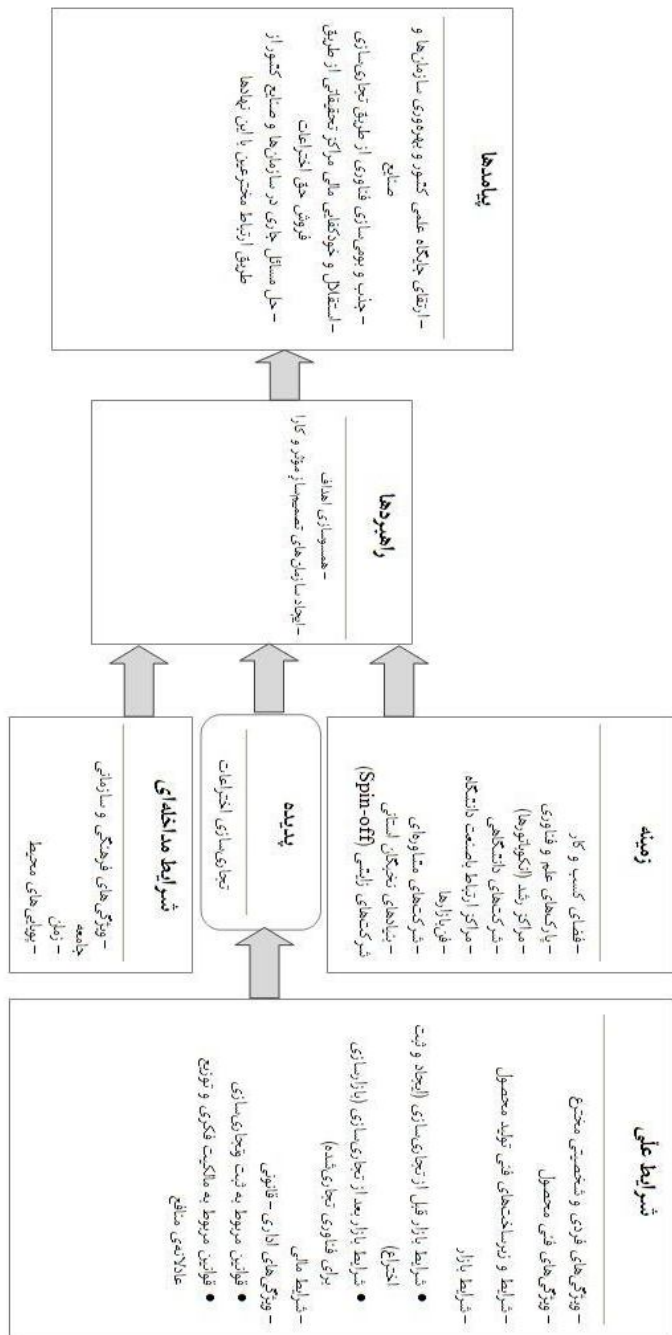 شرایط علّی
- ویژگی‌های فردی و شخصیتی مخترع
- ویژگی‌های فنی محصول
- شرایط و زیرساخت‌های فنی تولید محصول
- شرایط بازار
● شرایط بازار قبل از تجاری‌سازی (ایجاد و ثبت
اختراع)
● شرایط بازار بعد از تجاری‌سازی (بازارسازی
برای فناوری تجاری‌شده)
- شرایط مالی
- ویژگی‌های اداری - قانونی
● قوانین مربوط به ثبت وتجاری‌سازی
● قوانین مربوط به مالکیت فکری و توزیع
عادلانه‌ی منافع
شرایط مداخله‌ای
- ویژگی‌های فرهنگی و سازمانی
جامعه
- زمان
- پویایی‌های محیط
پدیده
تجاری‌سازی اختراعات
زمینه
- فضای کسب و کار
- پارک‌های علم و فناوری
- مراکز رشد (انکوباتورها)
- شرکت‌های دانشگاهی
- مراکز ارتباط باصنعت دانشگاه
- فن‌بازارها
- شرکت‌های مشاوره‌ای
- بنیادهای نخبگان استانی
شرکت‌های زایشی (Spin-off)
راهبردها
- همسوسازی اهداف
- ایجاد سازمان‌های تصمیم‌ساز مؤثر و کارا
پیامدها
- ارتقای جایگاه علمی کشور و بهره‌وری سازمان‌ها و
صنایع
- جذب و بومی‌سازی فناوری از طریق تجاری‌سازی
- استقلال و خودکفایی مالی مراکز تحقیقاتی از طریق
فروش حق اختراعات
- حل مسائل جاری در سازمان‌ها و صنایع کشور از
طریق ارتباط مخترعین با این نهادها